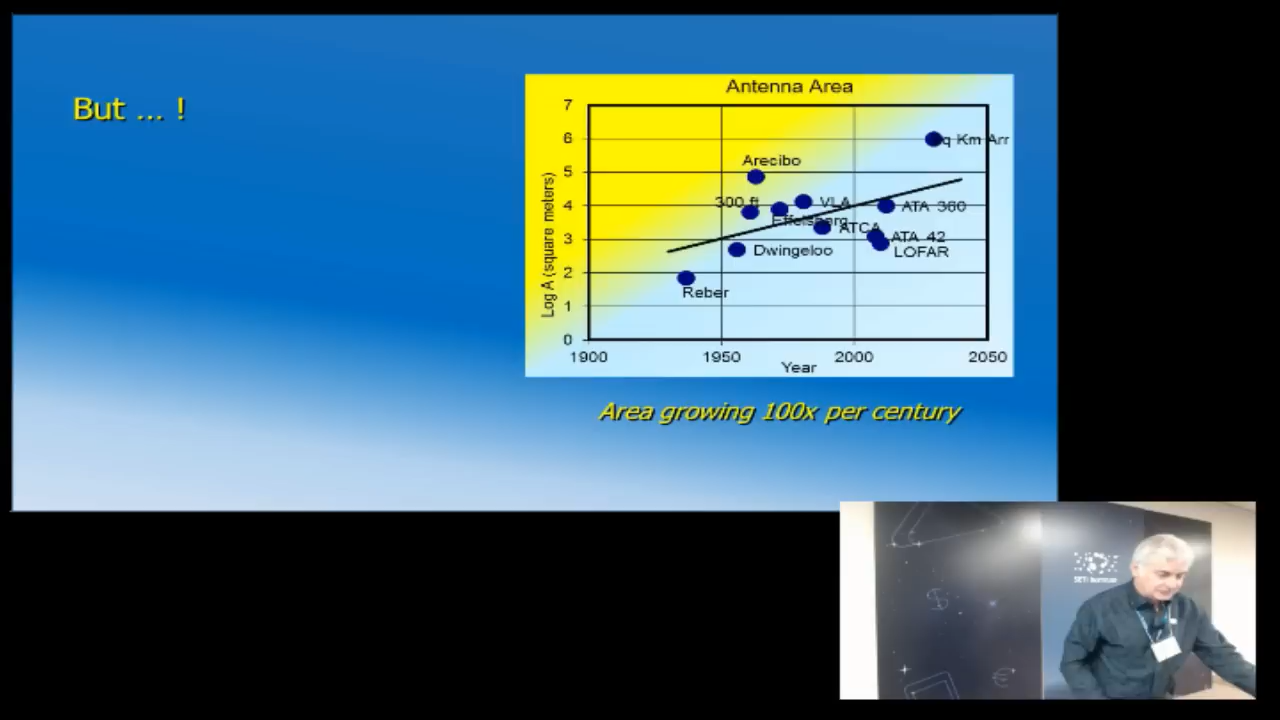 But ... !
Antenna Area
Log A (square meters)
7
6
5
4
3
2
1
0
1900
1950
2000
2050
Year
q Km Arr
Arecibo
300 ft
VLA
ATA 360
Effelsberg
ATCA
ATA 42
Dwingeloo
LOFAR
Reber
Area growing 100x per century
SETI
$
€